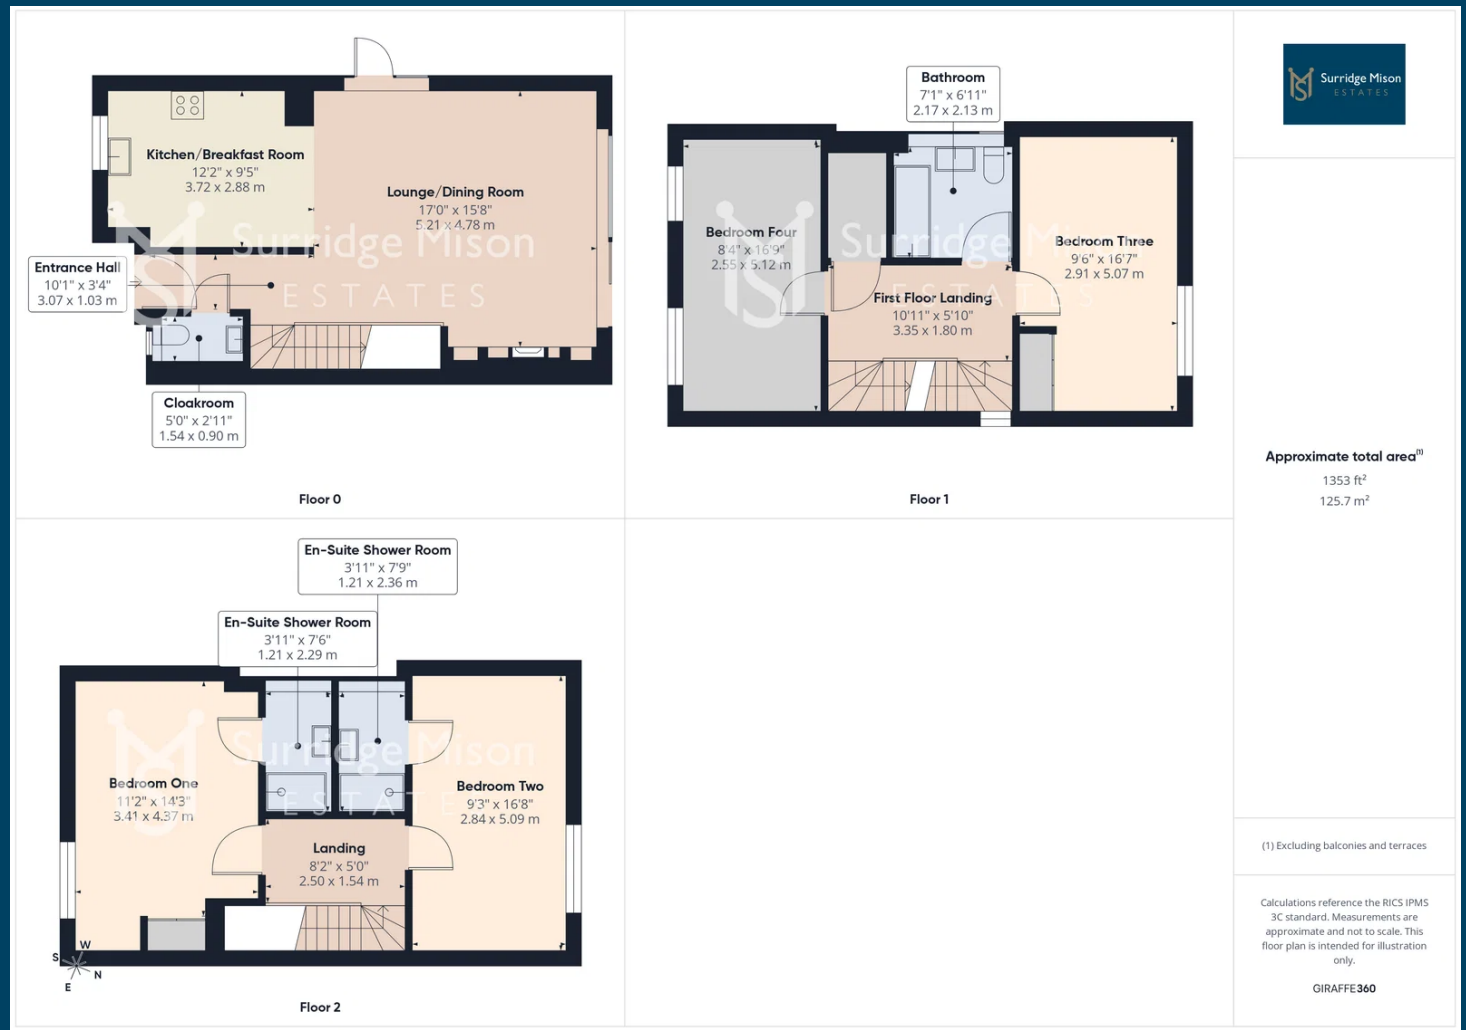 Kitchen/Breakfast Room
12'2" x 9'5"
3.72 x 2.88 m
Lounge/Dining Room
17'0" x 15'8"
5.21 x 4.78 m
Entrance Hall
10'1" x 3'4"
3.07 x 1.03 m
Cloakroom
5'0" x 2'11"
1.54 x 0.90 m
Surridge Mison
ESTATES
Floor 0
Bathroom
7'1" x 6'11"
2.17 x 2.13 m
Bedroom Four
8'4" x 16'9"
2.55 x 5.12 m
Bedroom Three
9'6" x 16'7"
2.91 x 5.07 m
First Floor Landing
10'11" x 5'10"
3.35 x 1.80 m
Surridge Mison
ESTATES
Floor 1
En-Suite Shower Room
3'11" x 7'9"
1.21 x 2.36 m
En-Suite Shower Room
3'11" x 7'6"
1.21 x 2.29 m
Bedroom One
11'2" x 14'3"
3.41 x 4.37 m
Bedroom Two
9'3" x 16'8"
2.84 x 5.09 m
Landing
8'2" x 5'0"
2.50 x 1.54 m
Surridge Mison
ESTATES
W
S
N
E
Floor 2
Surridge Mison
ESTATES
Approximate total area(1)
1353 ft²
125.7 m²
(1) Excluding balconies and terraces
Calculations reference the RICS IPMS
3C standard. Measurements are
approximate and not to scale. This
floor plan is intended for illustration
only.
GIRAFFE360